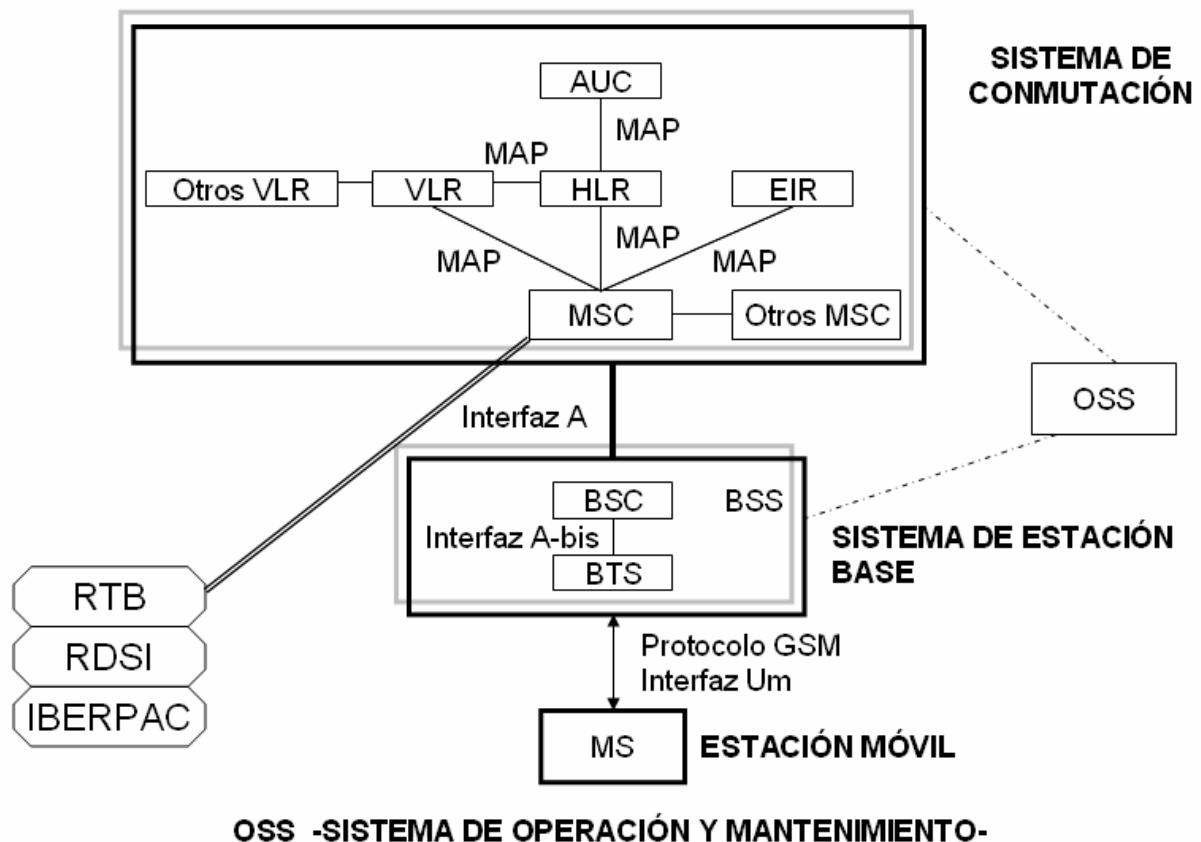 SISTEMA DE
CONMUTACIÓN
AUC
MAP
MAP
Otros VLR
VLR
HLR
EIR
MAP
MAP
MAP
MSC
Otros MSC
OSS
Interfaz A
BSC
BSS
Interfaz A-bis
BTS
SISTEMA DE ESTACIÓN
BASE
RTB
RDSI
IBERPAC
Protocolo GSM
Interfaz Um
MS
ESTACIÓN MÓVIL
OSS -SISTEMA DE OPERACIÓN Y MANTENIMIENTO-